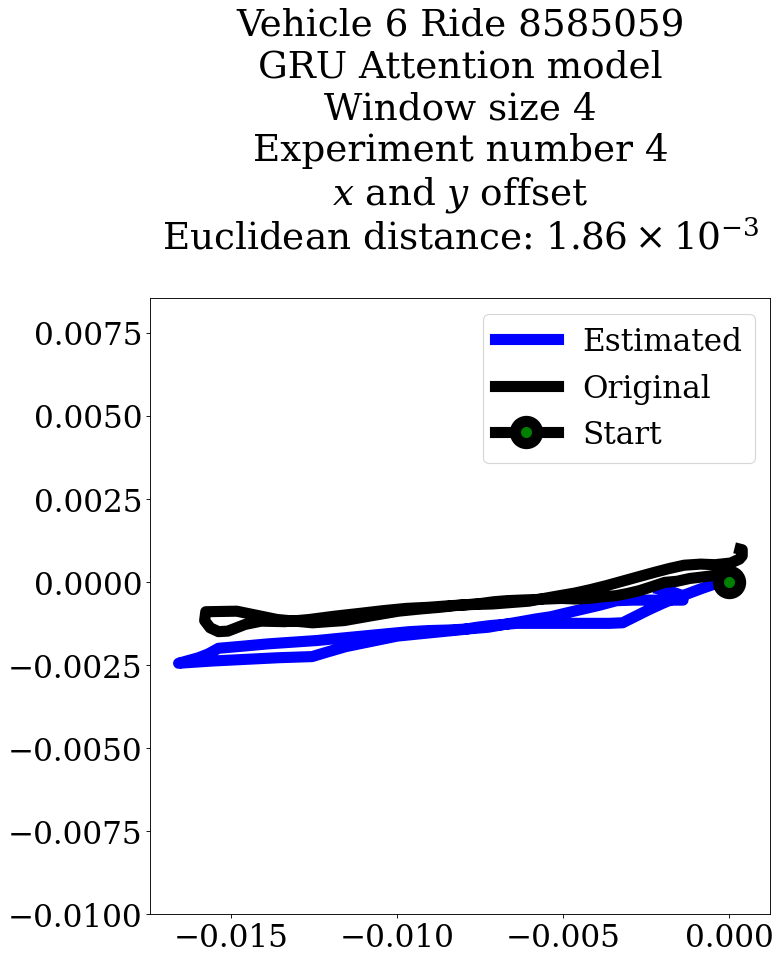 Vehicle 6 Ride 8585059
GRU Attention model
Window size 4
Experiment number 4
x and y offset
Euclidean distance: 1.86 × 10⁻³
Estimated
Original
Start
0.0075
0.0050
0.0025
0.0000
−0.0025
−0.0050
−0.0075
−0.0100
−0.015 −0.010 −0.005 0.000